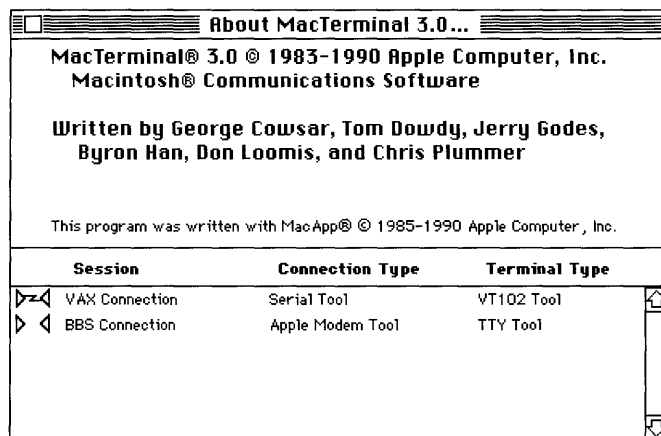 About MacTerminal 3.0...
MacTerminal® 3.0 © 1983-1990 Apple Computer, Inc.
Macintosh® Communications Software
Written by George Cowsar, Tom Dowdy, Jerry Godes,
Byron Han, Don Loomis, and Chris Plummer
This program was written with MacApp® © 1985-1990 Apple Computer, Inc.
Session Connection Type Terminal Type
VAX Connection Serial Tool VT102 Tool
BBS Connection Apple Modem Tool TTY Tool